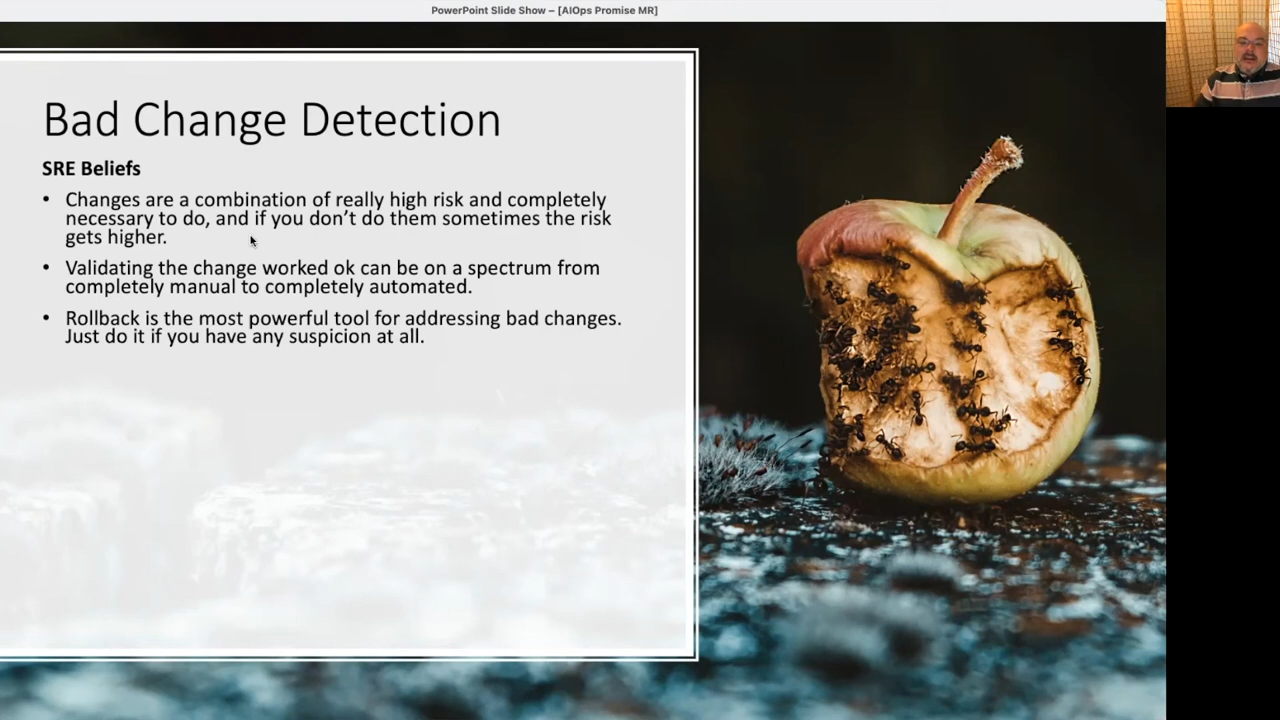 PowerPoint Slide Show – [AIOps Promise MR]
Bad Change Detection
SRE Beliefs
• Changes are a combination of really high risk and completely
necessary to do, and if you don’t do them sometimes the risk
gets higher.
• Validating the change worked ok can be on a spectrum from
completely manual to completely automated.
• Rollback is the most powerful tool for addressing bad changes.
Just do it if you have any suspicion at all.